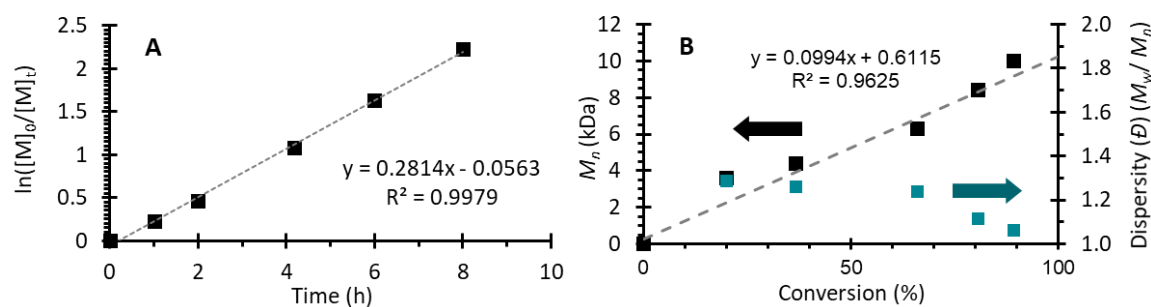 A
2.5
2
1.5
1
0.5
0
ln([M]₀/[M]ₜ)
y = 0.2814x - 0.0563
R² = 0.9979
0 2 4 6 8 10
Time (h)
B
12
10
8
6
4
2
0
Mₙ (kDa)
y = 0.0994x + 0.6115
R² = 0.9625
2.0
1.8
1.6
1.4
1.2
1.0
Dispersity (Đ) (M_w/ Mₙ)
0 50 100
Conversion (%)